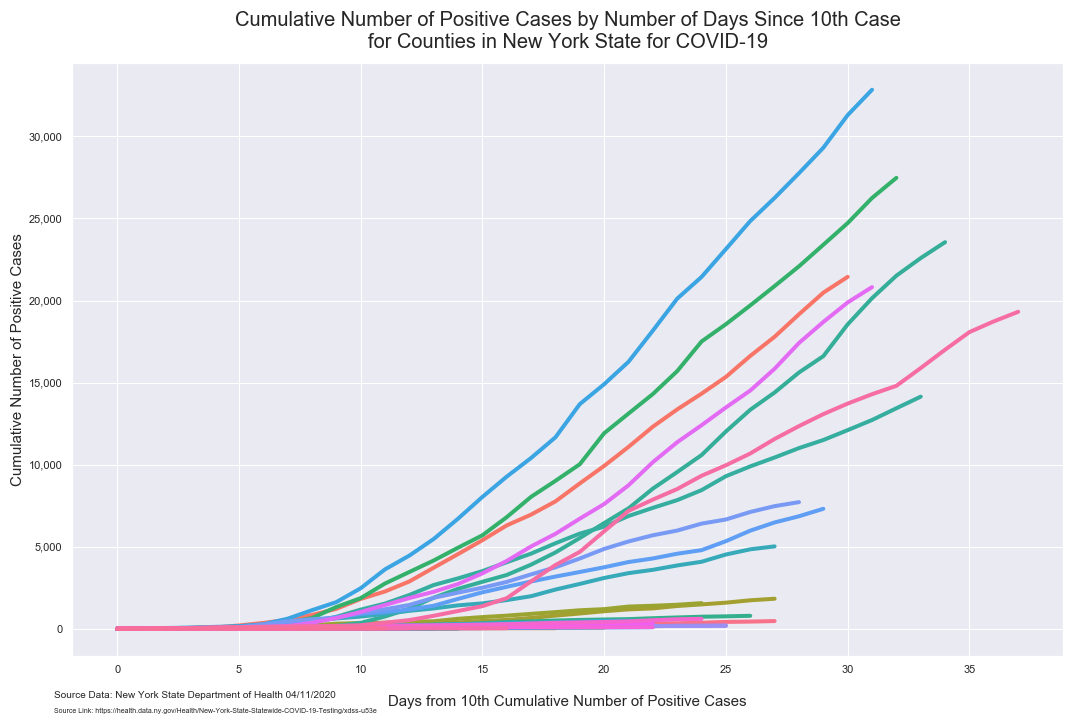 Cumulative Number of Positive Cases by Number of Days Since 10th Case
for Counties in New York State for COVID-19
Cumulative Number of Positive Cases
30,000
25,000
20,000
15,000
10,000
5,000
0
0 5 10 15 20 25 30 35
Days from 10th Cumulative Number of Positive Cases
Source Data: New York State Department of Health 04/11/2020
Source Link: https://health.data.ny.gov/Health/New-York-State-Statewide-COVID-19-Testing/xdss-u53e